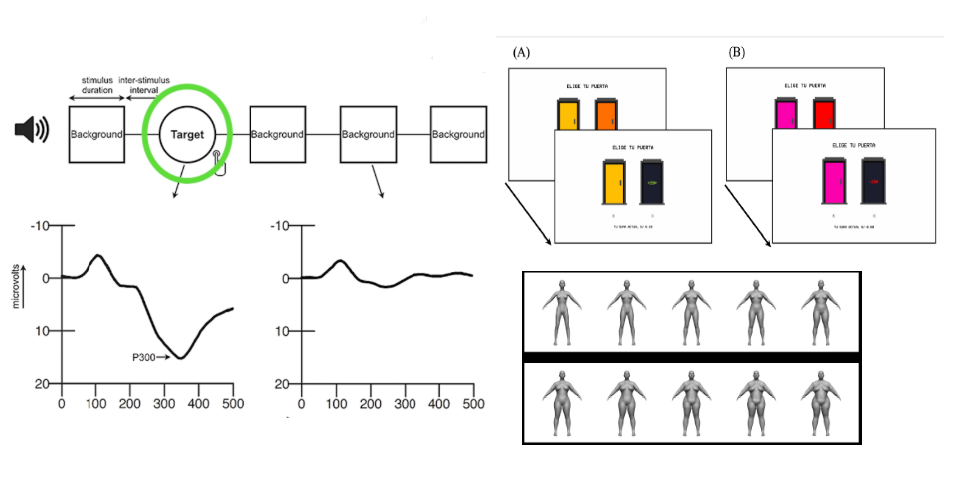 stimulus
duration
inter-stimulus
interval
Background
Target
Background
Background
Background
microvolts
-10
0
10
20
P300
0
100
200
300
400
500
-10
0
10
20
0
100
200
300
400
500
(A)
ELIGE TU PUERTA
ELIGE TU PUERTA
(B)
ELIGE TU PUERTA
ELIGE TU PUERTA